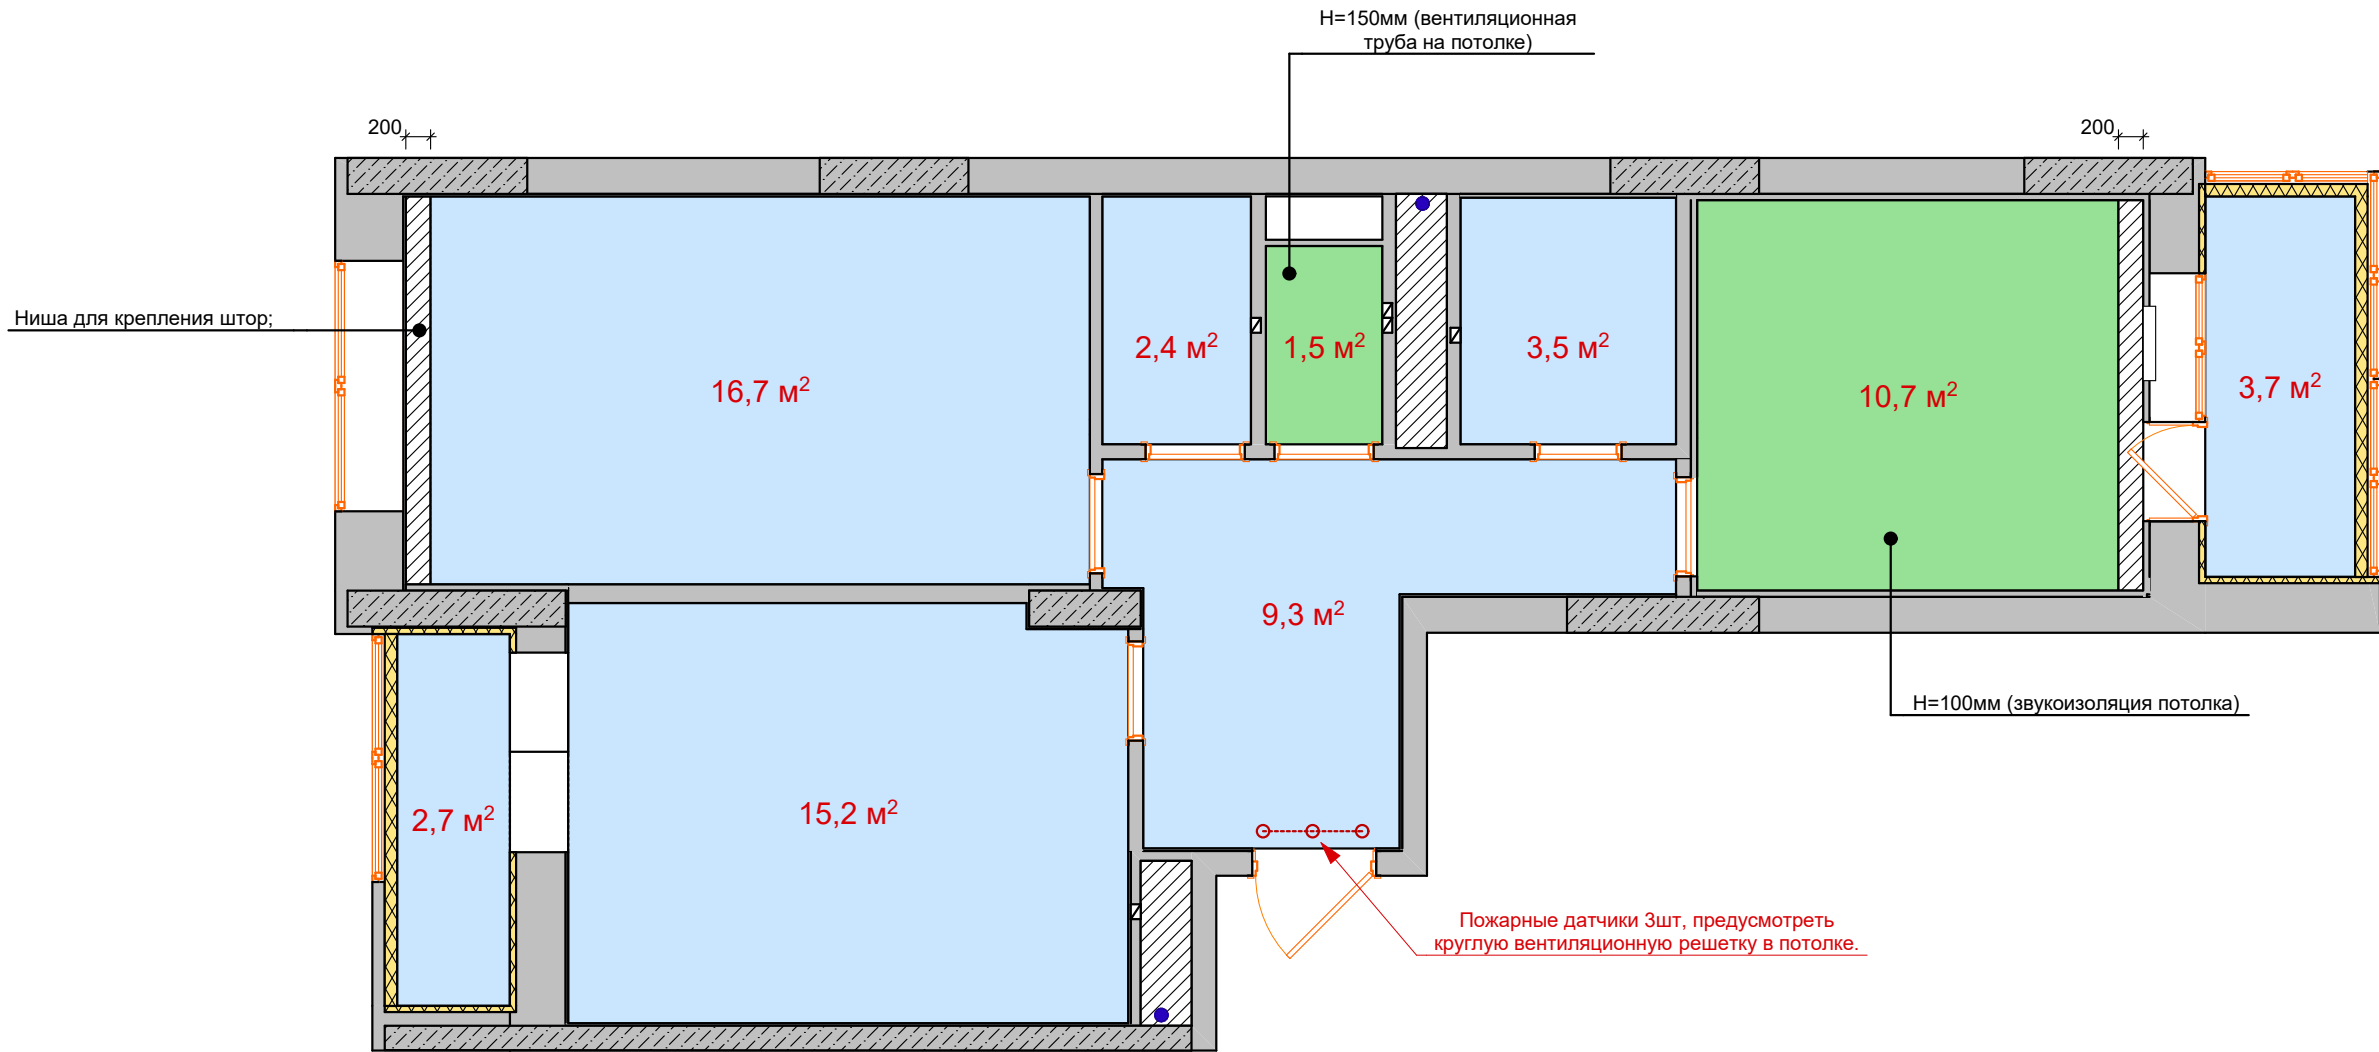 H=150мм (вентиляционная
труба на потолке)
200
200
Ниша для крепления штор;
2,4 м²
1,5 м²
3,5 м²
16,7 м²
10,7 м²
3,7 м²
9,3 м²
H=100мм (звукоизоляция потолка)
2,7 м²
15,2 м²
Пожарные датчики 3шт, предусмотреть
круглую вентиляционную решетку в потолке.